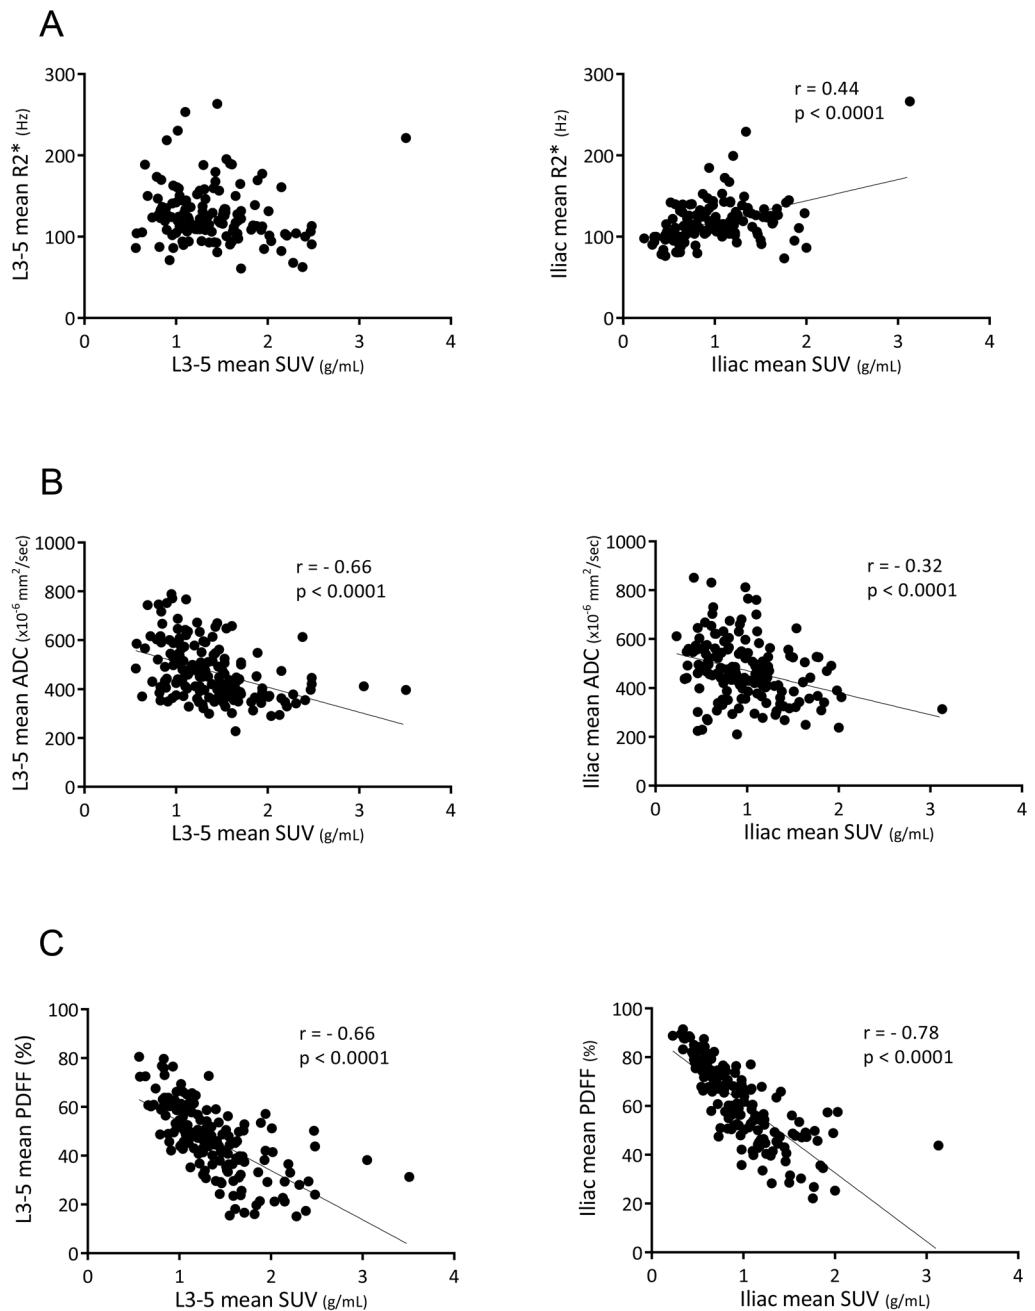 A
300
200
100
0
L3-5 mean R2* (Hz)
0 1 2 3 4
L3-5 mean SUV (g/mL)
300
200
100
0
Iliac mean R2* (Hz)
r = 0.44
p < 0.0001
0 1 2 3 4
Iliac mean SUV (g/mL)
B
1000
800
600
400
200
0
L3-5 mean ADC (x10⁻⁶ mm²/sec)
r = - 0.66
p < 0.0001
0 1 2 3 4
L3-5 mean SUV (g/mL)
1000
800
600
400
200
0
Iliac mean ADC (x10⁻⁶ mm²/sec)
r = - 0.32
p < 0.0001
0 1 2 3 4
Iliac mean SUV (g/mL)
C
100
80
60
40
20
0
L3-5 mean PDFF (%)
r = - 0.66
p < 0.0001
0 1 2 3 4
L3-5 mean SUV (g/mL)
100
80
60
40
20
0
Iliac mean PDFF (%)
r = - 0.78
p < 0.0001
0 1 2 3 4
Iliac mean SUV (g/mL)